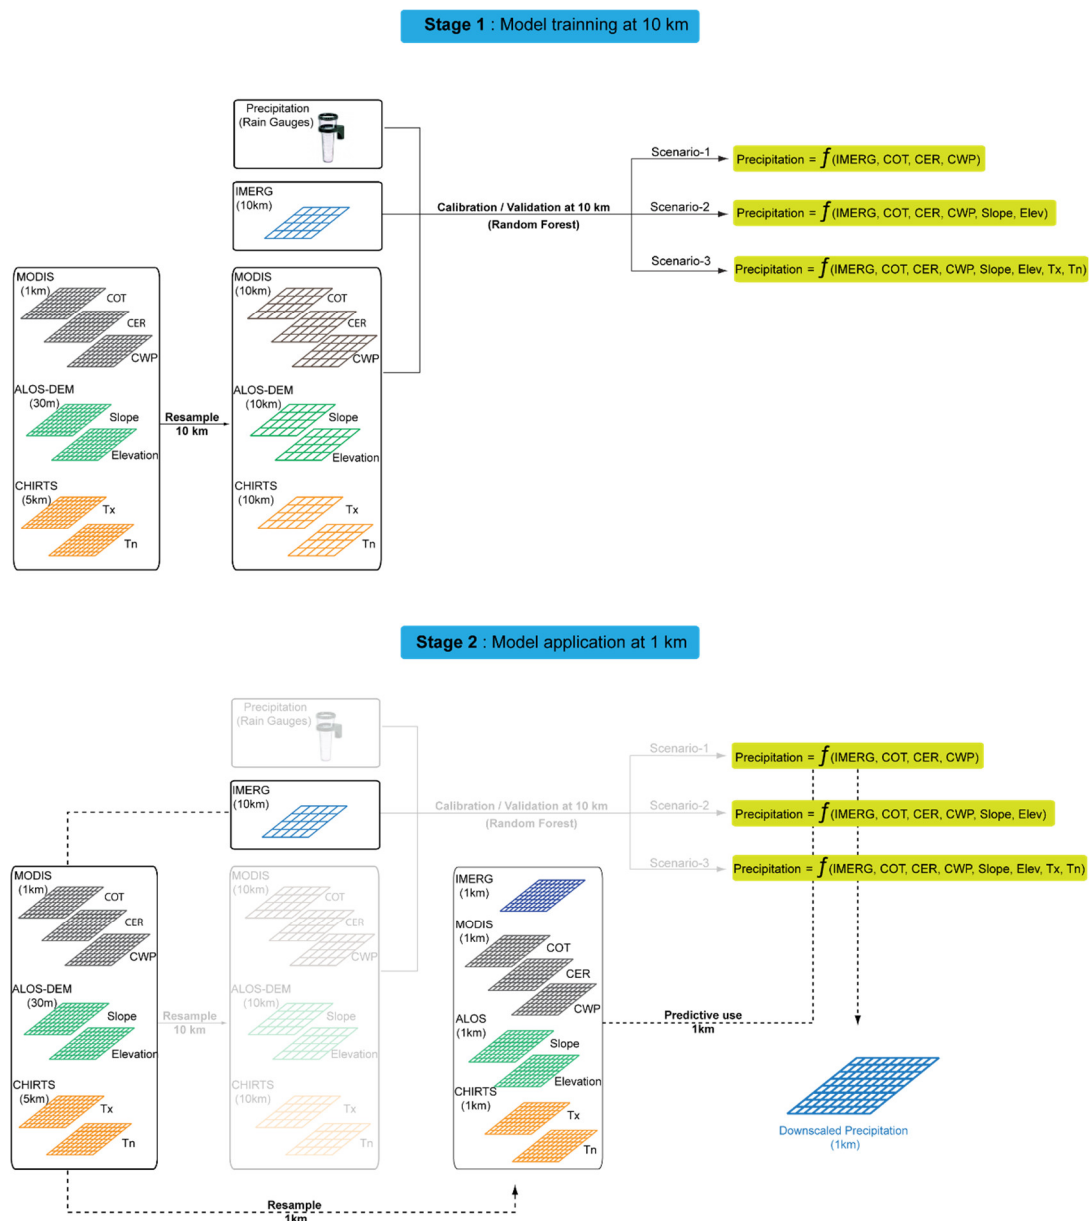 Stage 1 : Model trainning at 10 km
Precipitation
(Rain Gauges)
IMERG
(10km)
Calibration / Validation at 10 km
(Random Forest)
Scenario-1
Precipitation = ƒ(IMERG, COT, CER, CWP)
Scenario-2
Precipitation = ƒ(IMERG, COT, CER, CWP, Slope, Elev)
Scenario-3
Precipitation = ƒ(IMERG, COT, CER, CWP, Slope, Elev, Tx, Tn)
MODIS
(1km)
COT
CER
CWP
ALOS-DEM
(30m)
Slope
Elevation
CHIRTS
(5km)
Tx
Tn
Resample
10 km
MODIS
(10km)
COT
CER
CWP
ALOS-DEM
(10km)
Slope
Elevation
CHIRTS
(10km)
Tx
Tn
Stage 2 : Model application at 1 km
Precipitation
(Rain Gauges)
IMERG
(10km)
Calibration / Validation at 10 km
(Random Forest)
Scenario-1
Precipitation = ƒ(IMERG, COT, CER, CWP)
Scenario-2
Precipitation = ƒ(IMERG, COT, CER, CWP, Slope, Elev)
Scenario-3
Precipitation = ƒ(IMERG, COT, CER, CWP, Slope, Elev, Tx, Tn)
MODIS
(1km)
COT
CER
CWP
ALOS-DEM
(30m)
Slope
Elevation
CHIRTS
(5km)
Tx
Tn
Resample
10 km
MODIS
(10km)
COT
CER
CWP
ALOS-DEM
(10km)
Slope
Elevation
CHIRTS
(10km)
Tx
Tn
IMERG
(1km)
MODIS
(1km)
COT
CER
CWP
ALOS
(1km)
Slope
Elevation
CHIRTS
(1km)
Tx
Tn
Predictive use
1km
Downscaled Precipitation
(1km)
Resample
1km